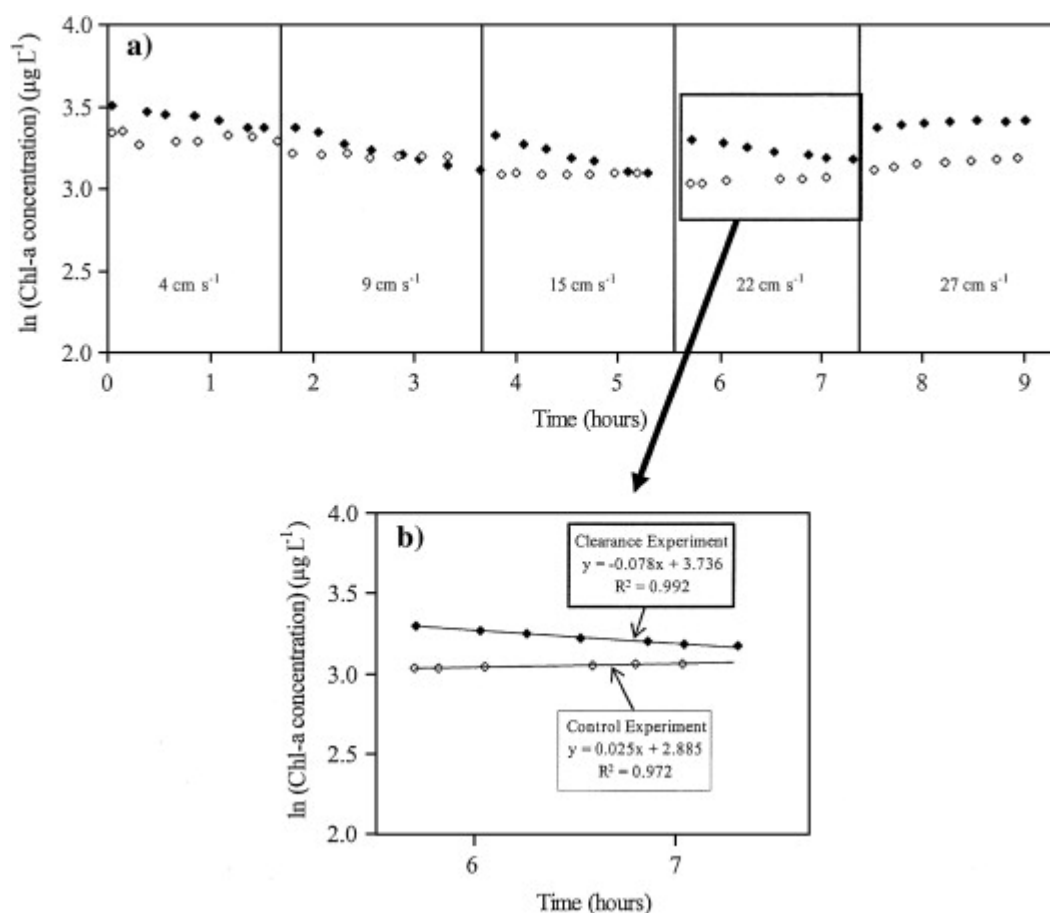 a)
ln (Chl-a concentration) (μg L⁻¹)
4.0
3.5
3.0
2.5
2.0
4 cm s⁻¹
9 cm s⁻¹
15 cm s⁻¹
22 cm s⁻¹
27 cm s⁻¹
0 1 2 3 4 5 6 7 8 9
Time (hours)
b)
ln (Chl-a concentration) (μg L⁻¹)
4.0
3.5
3.0
2.5
2.0
Clearance Experiment
y = -0.078x + 3.736
R² = 0.992
Control Experiment
y = 0.025x + 2.885
R² = 0.972
6 7
Time (hours)